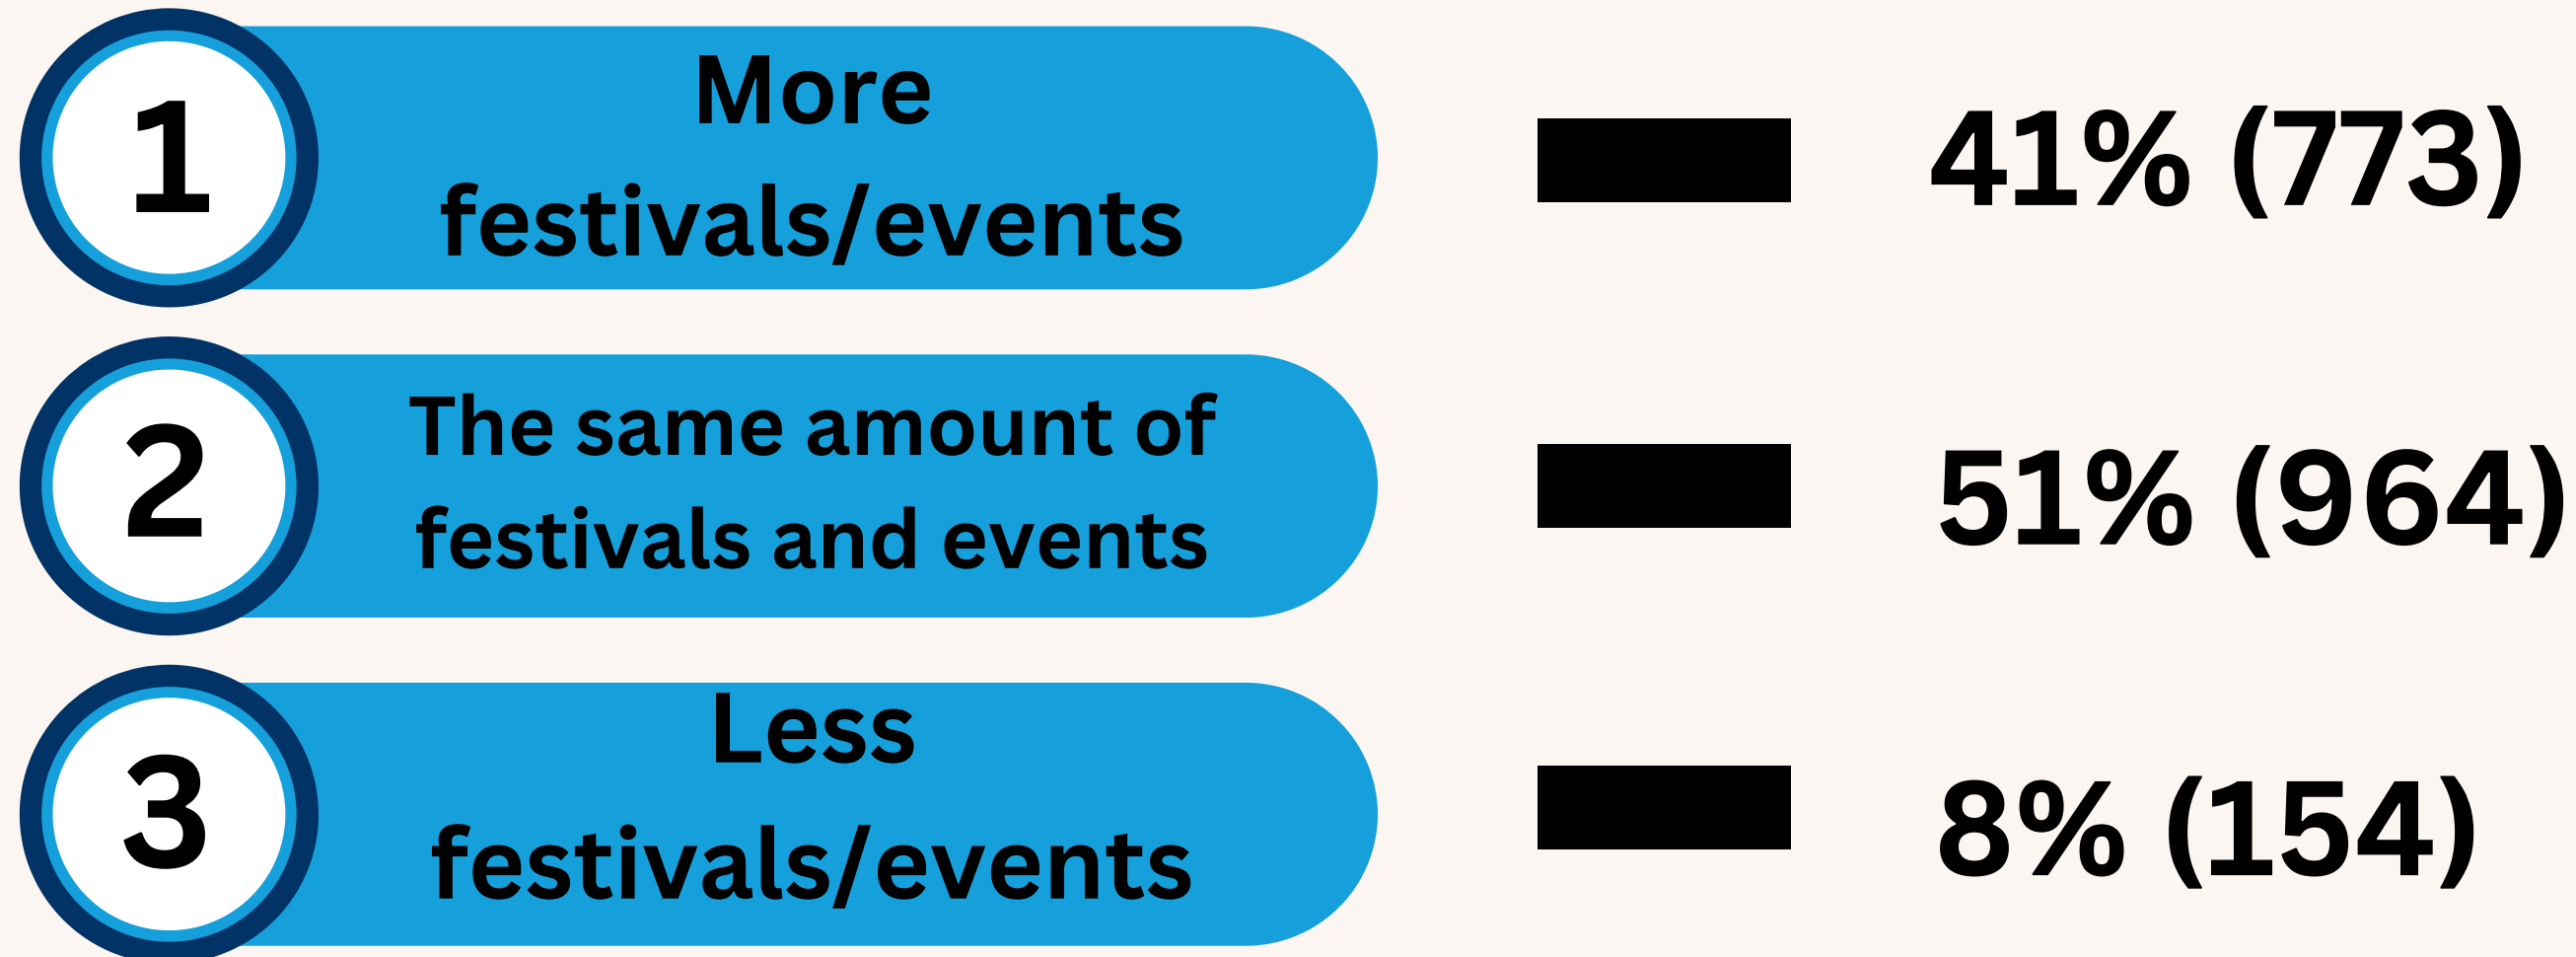 1
More
festivals/events
41% (773)
2
The same amount of
festivals and events
51% (964)
3
Less
festivals/events
8% (154)